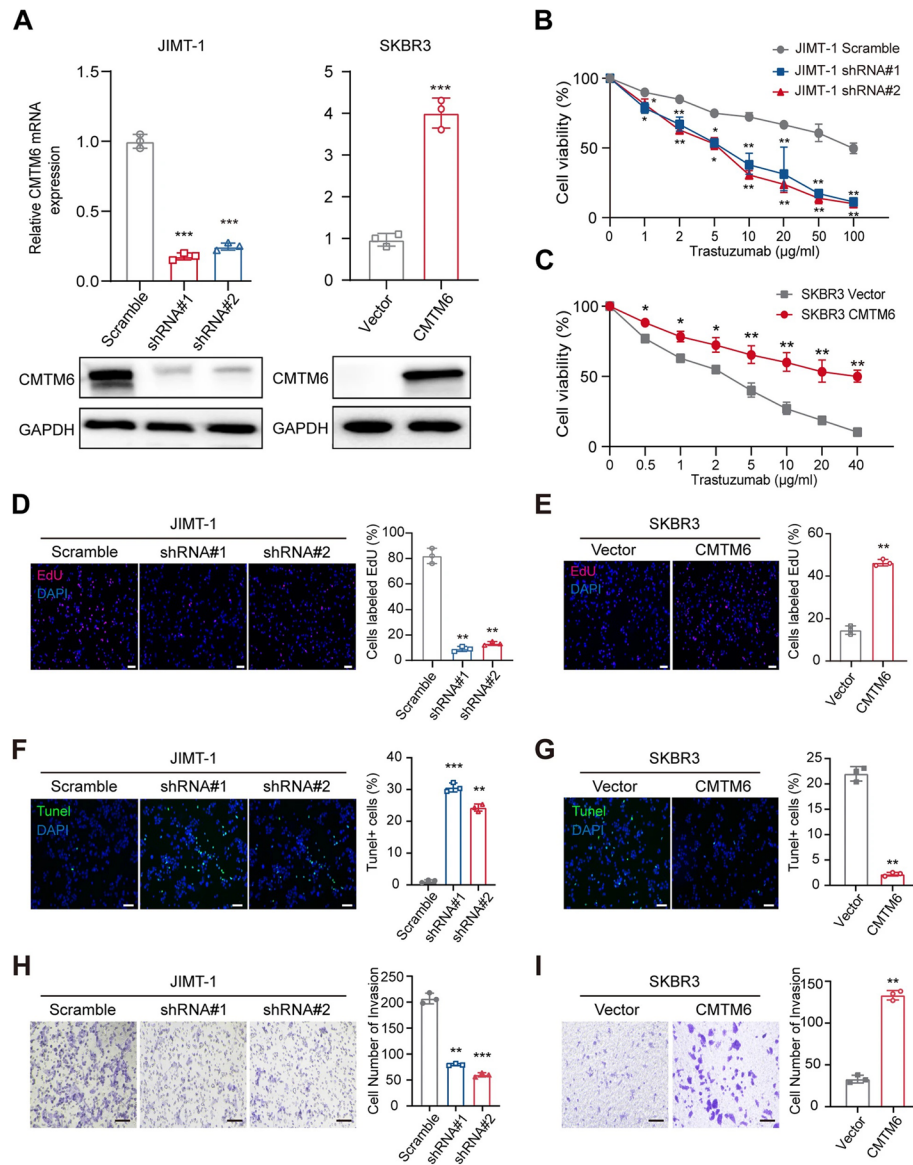 A
JIMT-1
SKBR3
Relative CMTM6 mRNA
expression
1.5
1.0
0.25
0.0
***
***
Scramble
shRNA#1
shRNA#2
5
4
3
2
1
0
***
Vector
CMTM6
CMTM6
GAPDH
CMTM6
GAPDH
B
JIMT-1 Scramble
JIMT-1 shRNA#1
JIMT-1 shRNA#2
Cell viability (%)
100
50
0
* ** * ** ** ** **
* ** * ** ** ** **
0 1 2 5 10 20 50 100
Trastuzumab (μg/ml)
C
SKBR3 Vector
SKBR3 CMTM6
Cell viability (%)
100
50
0
* * * ** ** ** **
0 0.5 1 2 5 10 20 40
Trastuzumab (μg/ml)
D
JIMT-1
Scramble shRNA#1 shRNA#2
EdU
DAPI
Cells labeled EdU (%)
100
80
60
40
20
0
** **
Scramble
shRNA#1
shRNA#2
E
SKBR3
Vector CMTM6
EdU
DAPI
Cells labeled EdU (%)
60
40
20
0
**
Vector
CMTM6
F
JIMT-1
Scramble shRNA#1 shRNA#2
Tunel
DAPI
Tunel+ cells (%)
40
30
20
10
0
*** **
Scramble
shRNA#1
shRNA#2
G
SKBR3
Vector CMTM6
Tunel
DAPI
Tunel+ cells (%)
25
20
15
10
5
0
**
Vector
CMTM6
H
JIMT-1
Scramble shRNA#1 shRNA#2
Cell Number of Invasion
250
200
150
100
50
0
** ***
Scramble
shRNA#1
shRNA#2
I
SKBR3
Vector CMTM6
Cell Number of Invasion
150
100
50
0
**
Vector
CMTM6